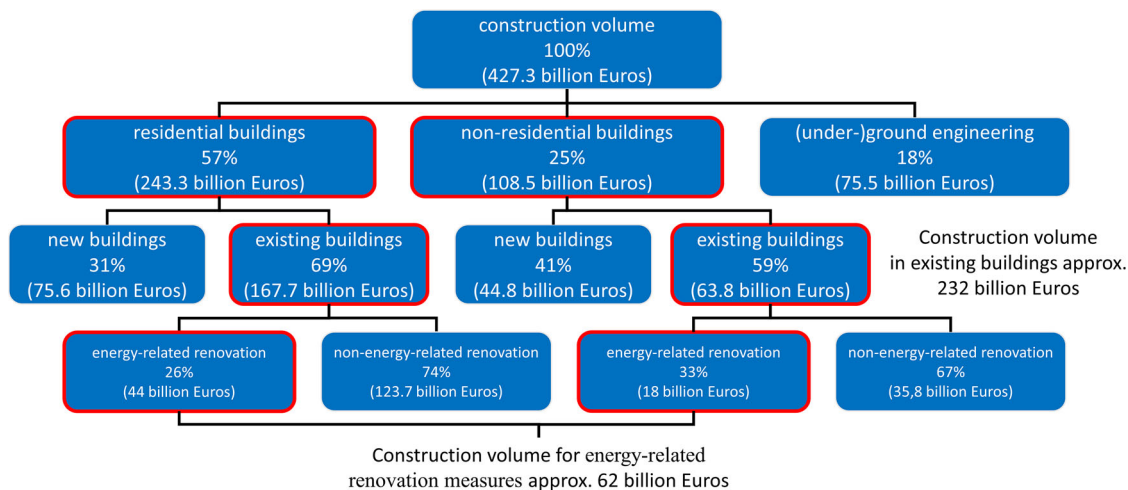 construction volume
100%
(427.3 billion Euros)
residential buildings
57%
(243.3 billion Euros)
non-residential buildings
25%
(108.5 billion Euros)
(under-)ground engineering
18%
(75.5 billion Euros)
new buildings
31%
(75.6 billion Euros)
existing buildings
69%
(167.7 billion Euros)
new buildings
41%
(44.8 billion Euros)
existing buildings
59%
(63.8 billion Euros)
Construction volume
in existing buildings approx.
232 billion Euros
energy-related renovation
26%
(44 billion Euros)
non-energy-related renovation
74%
(123.7 billion Euros)
energy-related renovation
33%
(18 billion Euros)
non-energy-related renovation
67%
(35,8 billion Euros)
Construction volume for energy-related
renovation measures approx. 62 billion Euros